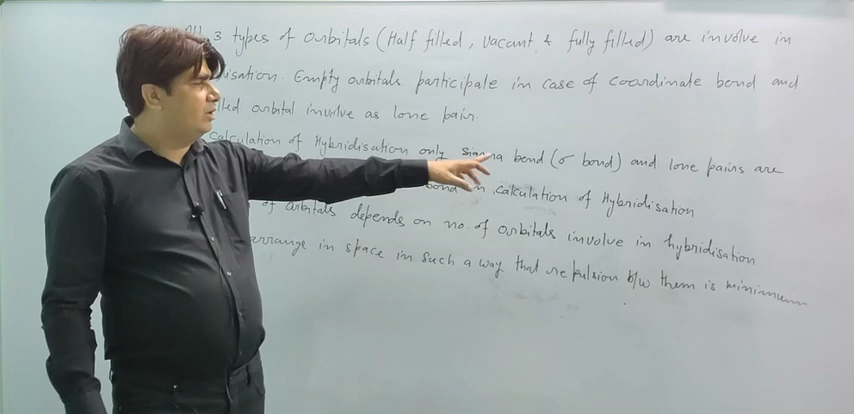 All 3 types of orbitals (Half filled, vacant & fully filled) are involve in
disation. Empty orbitals participate in case of coordinate bond and
lled orbital involve as lone pair.
calculation of Hybridisation only sigma bond (σ bond) and lone pairs are
bond in calculation of Hybridisation
of orbitals depends on no. of orbitals involve in hybridisation
arrange in space in such a way that repulsion b/w them is minimum